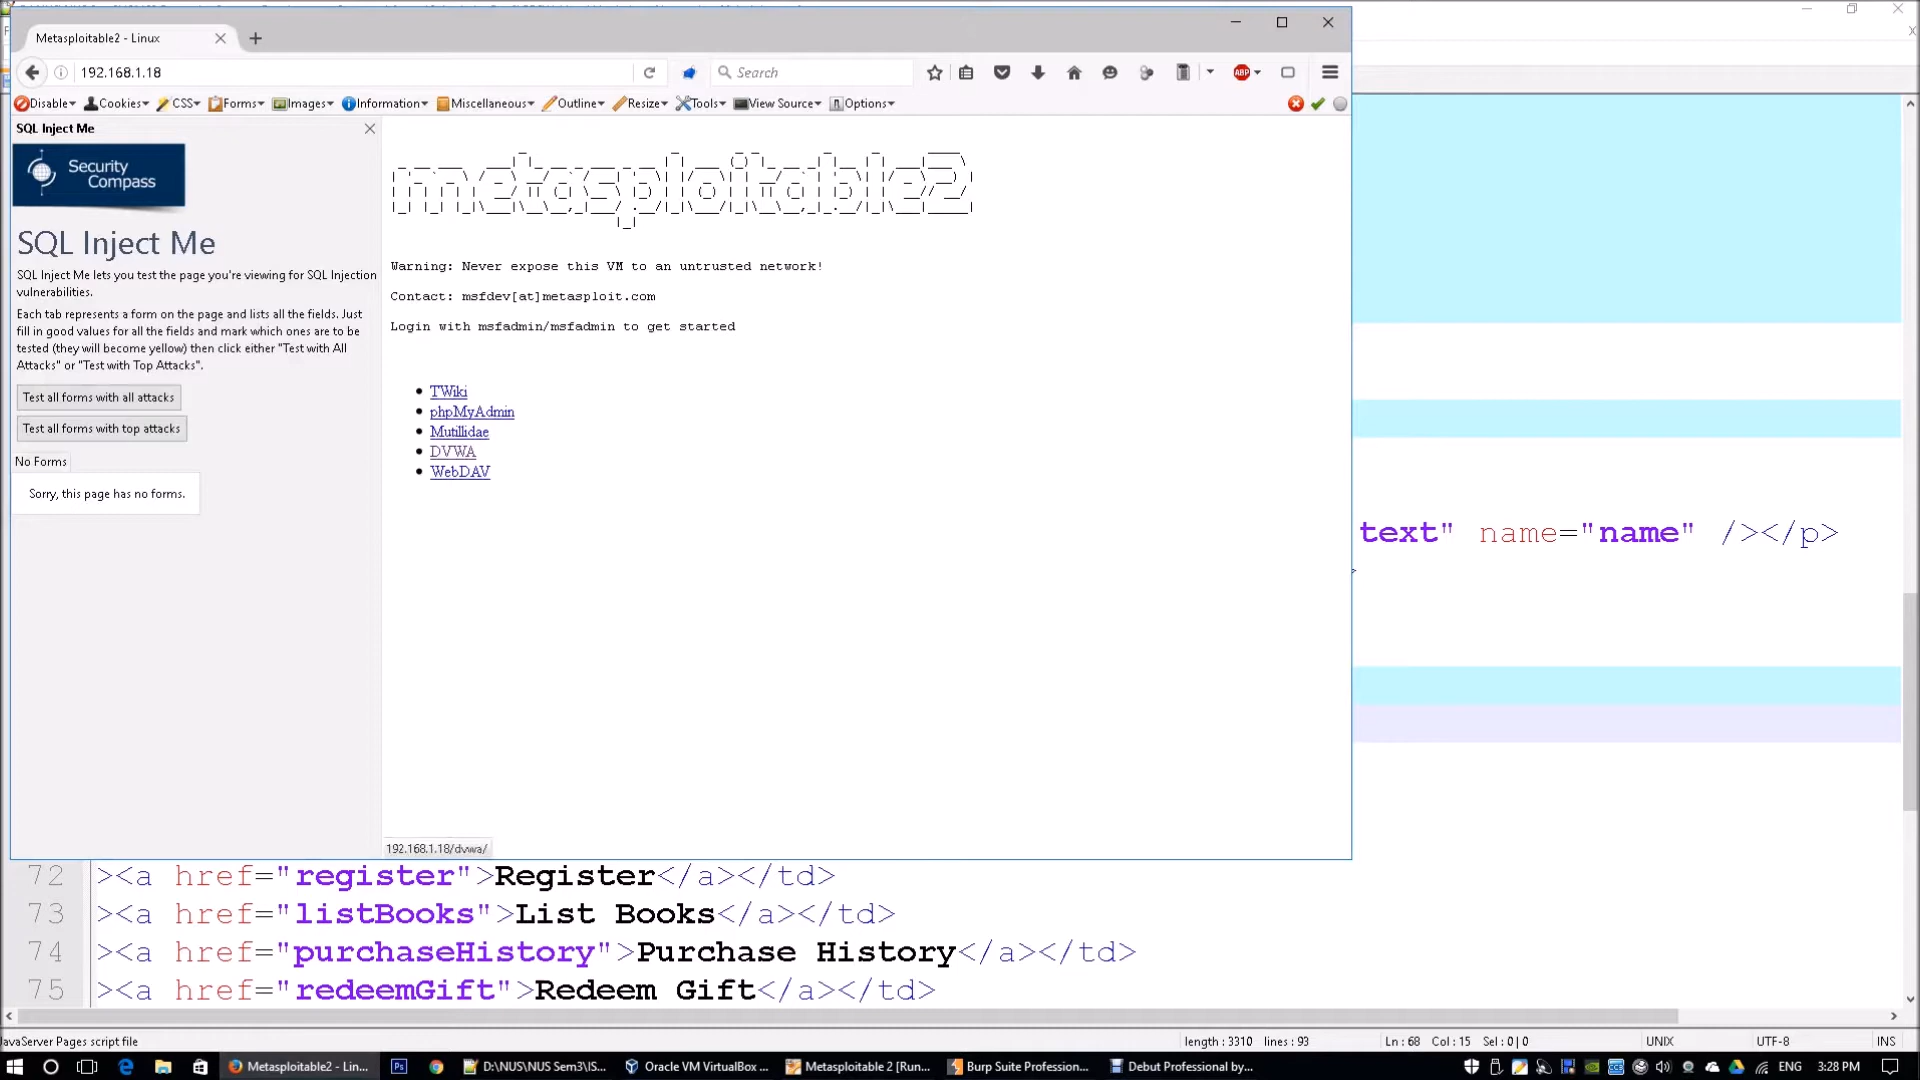 Metasploitable2 - Linux
192.168.1.18
Search
Disable
Cookies
CSS
Forms
Images
Information
Miscellaneous
Outline
Resize
Tools
View Source
Options
SQL Inject Me
Security
Compass
SQL Inject Me
SQL Inject Me lets you test the page you're viewing for SQL Injection
vulnerabilities.
Each tab represents a form on the page and lists all the fields. Just
fill in good values for all the fields and mark which ones are to be
tested (they will become yellow) then click either "Test with All
Attacks" or "Test with Top Attacks".
Test all forms with all attacks
Test all forms with top attacks
No Forms
Sorry, this page has no forms.
metasploitable2
Warning: Never expose this VM to an untrusted network!
Contact: msfdev[at]metasploit.com
Login with msfadmin/msfadmin to get started
TWiki
phpMyAdmin
Mutillidae
DVWA
WebDAV
192.168.1.18/dvwa/
text" name="name" /></p>
>
72 ><a href="register">Register</a></td>
73 ><a href="listBooks">List Books</a></td>
74 ><a href="purchaseHistory">Purchase History</a></td>
75 ><a href="redeemGift">Redeem Gift</a></td>
JavaServer Pages script file
length : 3310 lines : 93
Ln : 68 Col : 15 Sel : 0 | 0
UNIX
UTF-8
INS
Metasploitable2 - Lin...
D:\NUS\NUS Sem3\IS...
Oracle VM VirtualBox ...
Metasploitable 2 [Run...
Burp Suite Profession...
Debut Professional by...
ENG
3:28 PM